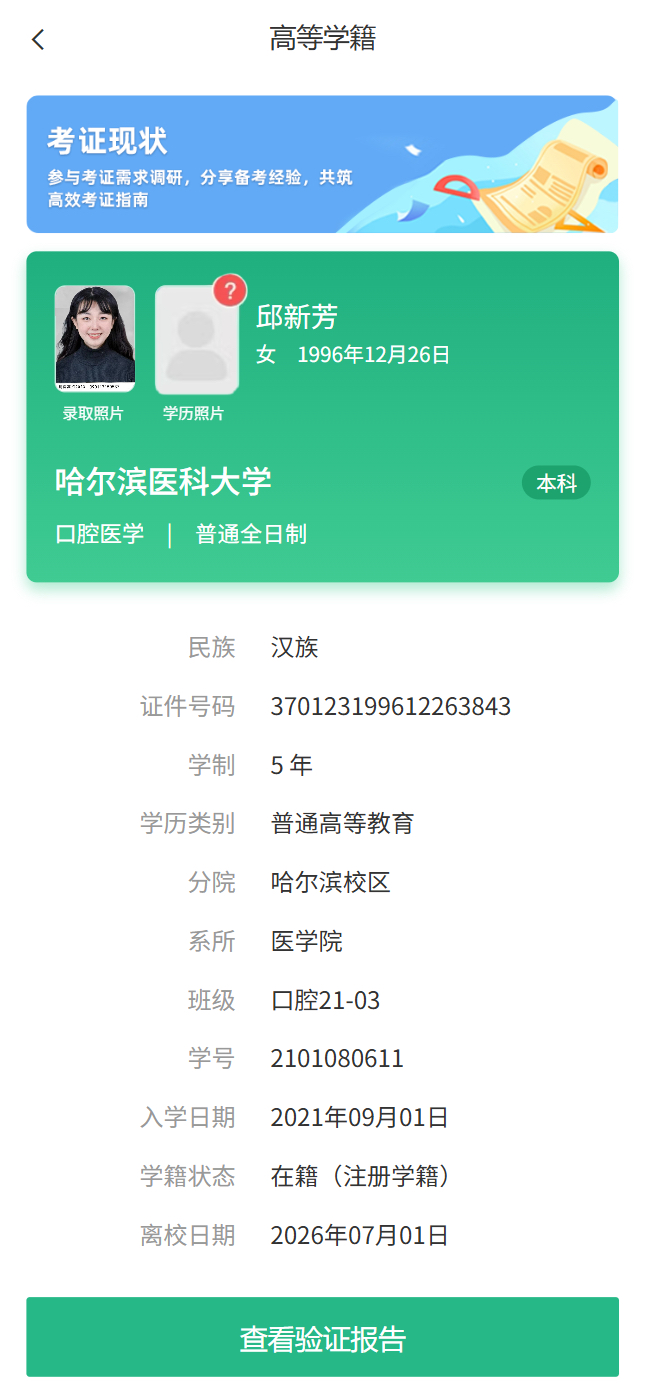 高等学籍
考证现状
参与考证需求调研，分享备考经验，共筑
高效考证指南
?
邱新芳
女 1996年12月26日
录取照片 学历照片
哈尔滨医科大学 本科
口腔医学 | 普通全日制
民族 汉族
证件号码 370123199612263843
学制 5 年
学历类别 普通高等教育
分院 哈尔滨校区
系所 医学院
班级 口腔21-03
学号 2101080611
入学日期 2021年09月01日
学籍状态 在籍（注册学籍）
离校日期 2026年07月01日
查看验证报告